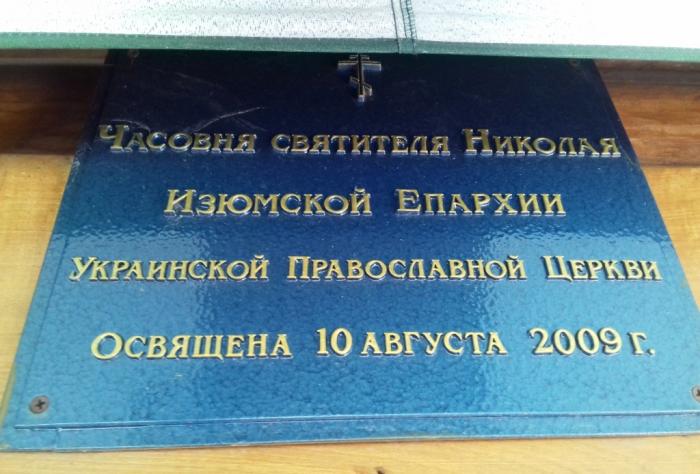 Часовня святителя Николая
Изюмской Епархии
Украинской Православной Церкви
Освящена 10 августа 2009 г.